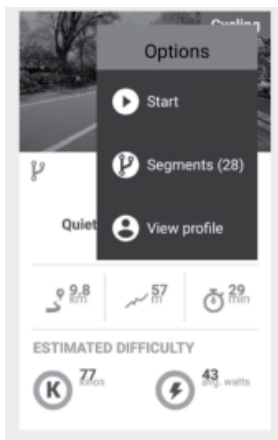 Cycling
Options
Start
Segments (28)
Quiet
View profile
9.8
km
57
m
29
min
ESTIMATED DIFFICULTY
K
77
kinos
43
avg. watts